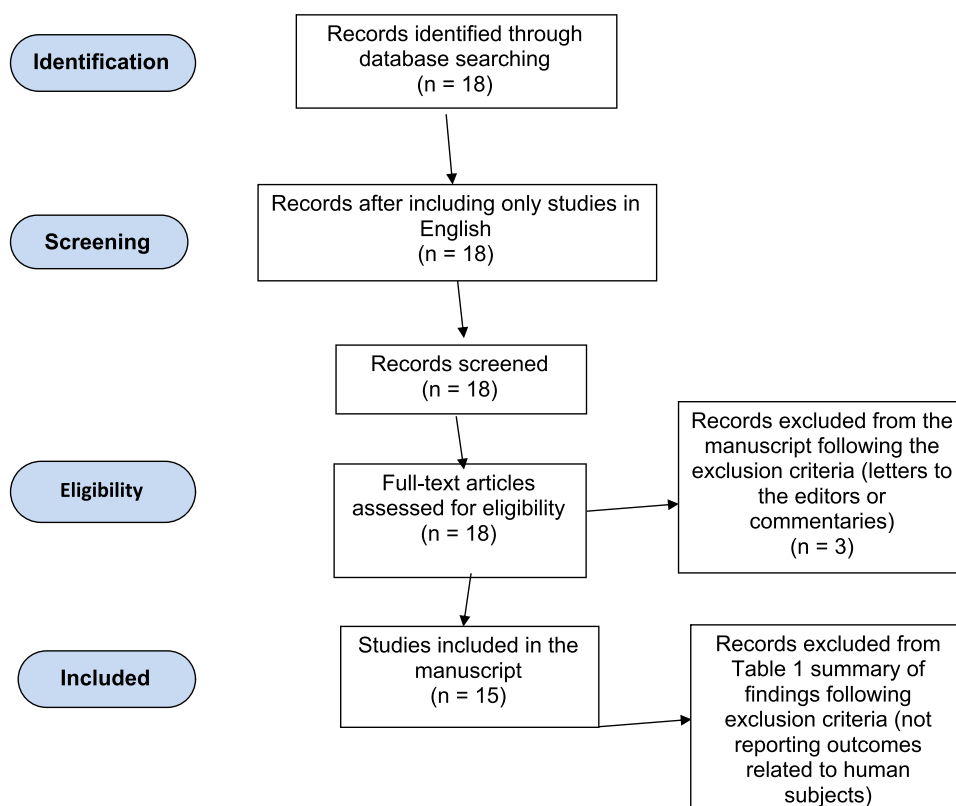 Identification
Records identified through
database searching
(n = 18)
Screening
Records after including only studies in
English
(n = 18)
Records screened
(n = 18)
Eligibility
Full-text articles
assessed for eligibility
(n = 18)
Records excluded from the
manuscript following the
exclusion criteria (letters to
the editors or
commentaries)
(n = 3)
Included
Studies included in the
manuscript
(n = 15)
Records excluded from
Table 1 summary of
findings following
exclusion criteria (not
reporting outcomes
related to human
subjects)